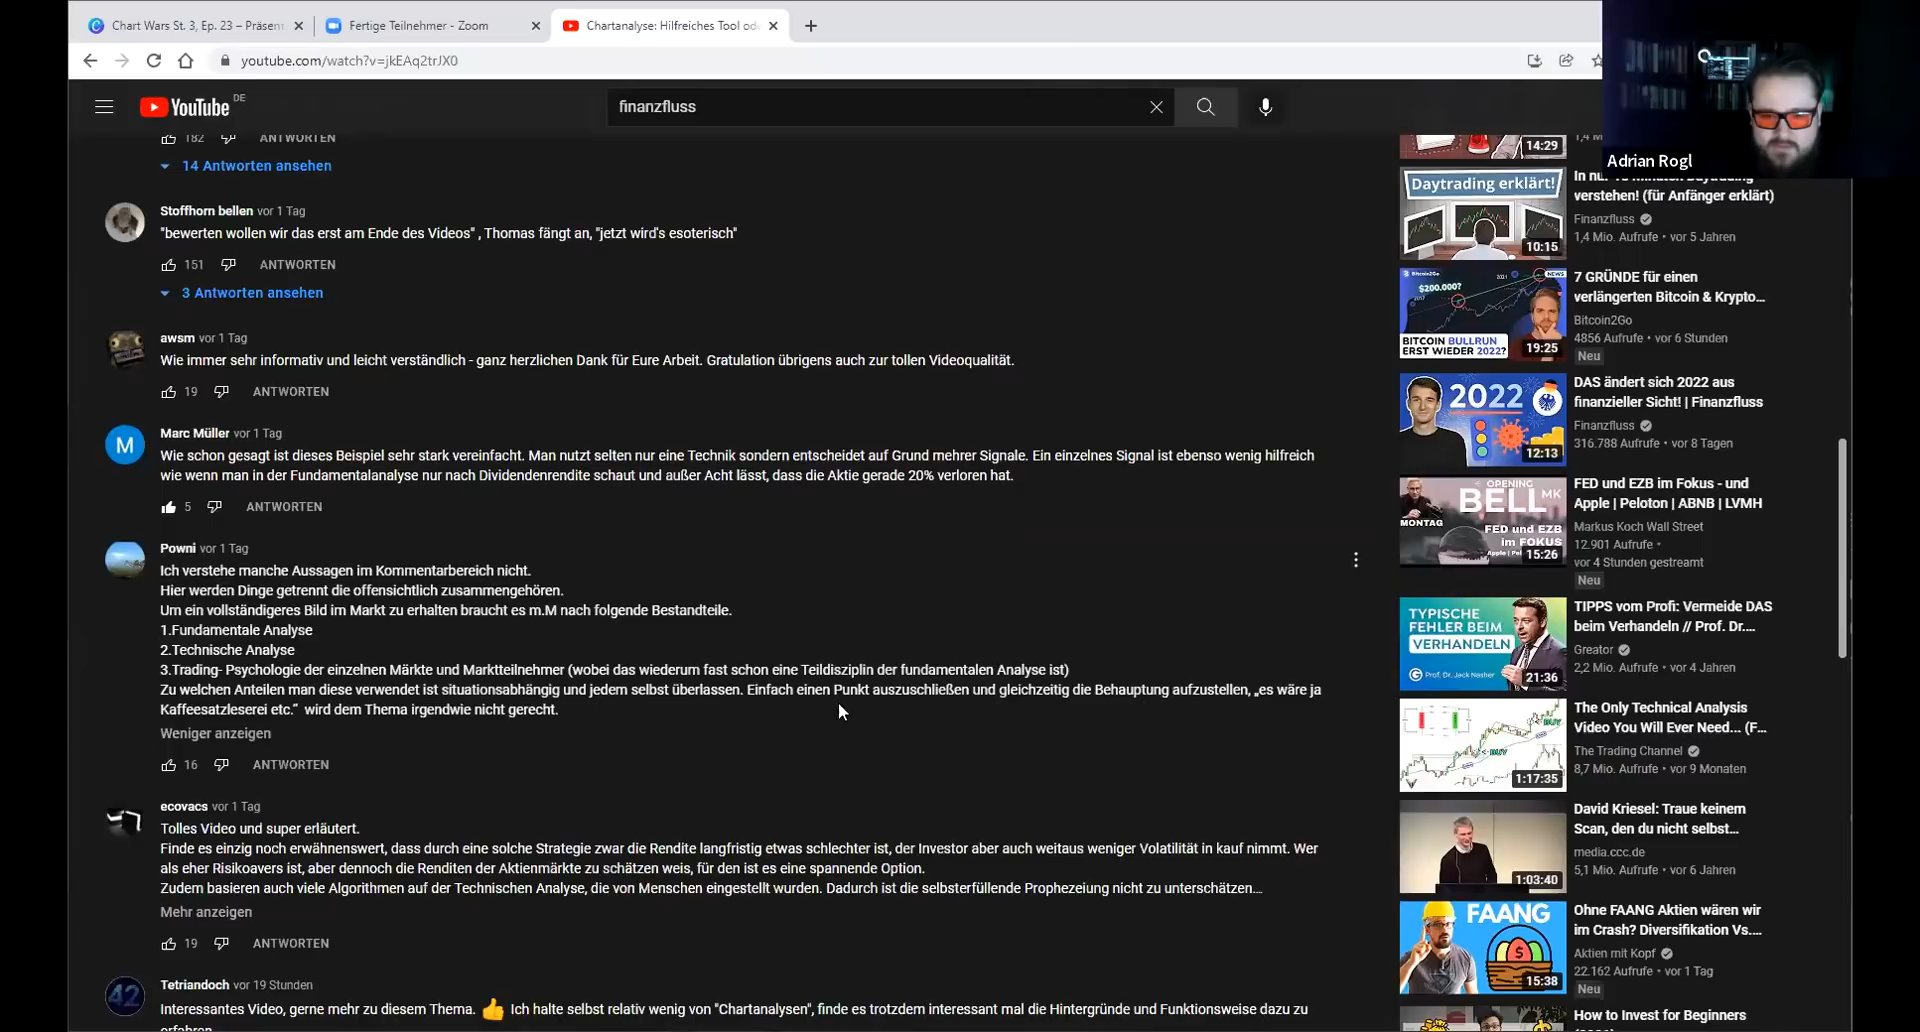 Chart Wars St. 3, Ep. 23 – Präsen
Fertige Teilnehmer - Zoom
Chartanalyse: Hilfreiches Tool od
youtube.com/watch?v=jkEAq2trJX0
YouTube DE
finanzfluss
Adrian Rogl
182 ANTWORTEN
14 Antworten ansehen
Stoffhorn bellen vor 1 Tag
"bewerten wollen wir das erst am Ende des Videos" , Thomas fängt an, "jetzt wird's esoterisch"
151 ANTWORTEN
3 Antworten ansehen
awsm vor 1 Tag
Wie immer sehr informativ und leicht verständlich - ganz herzlichen Dank für Eure Arbeit. Gratulation übrigens auch zur tollen Videoqualität.
19 ANTWORTEN
M
Marc Müller vor 1 Tag
Wie schon gesagt ist dieses Beispiel sehr stark vereinfacht. Man nutzt selten nur eine Technik sondern entscheidet auf Grund mehrer Signale. Ein einzelnes Signal ist ebenso wenig hilfreich
wie wenn man in der Fundamentalanalyse nur nach Dividendenrendite schaut und außer Acht lässt, dass die Aktie gerade 20% verloren hat.
5 ANTWORTEN
Powni vor 1 Tag
Ich verstehe manche Aussagen im Kommentarbereich nicht.
Hier werden Dinge getrennt die offensichtlich zusammengehören.
Um ein vollständigeres Bild im Markt zu erhalten braucht es m.M nach folgende Bestandteile.
1.Fundamentale Analyse
2.Technische Analyse
3.Trading- Psychologie der einzelnen Märkte und Marktteilnehmer (wobei das wiederum fast schon eine Teildisziplin der fundamentalen Analyse ist)
Zu welchen Anteilen man diese verwendet ist situationsabhängig und jedem selbst überlassen. Einfach einen Punkt auszuschließen und gleichzeitig die Behauptung aufzustellen, „es wäre ja
Kaffeesatzleserei etc.“ wird dem Thema irgendwie nicht gerecht.
Weniger anzeigen
16 ANTWORTEN
ecovacs vor 1 Tag
Tolles Video und super erläutert.
Finde es einzig noch erwähnenswert, dass durch eine solche Strategie zwar die Rendite langfristig etwas schlechter ist, der Investor aber auch weitaus weniger Volatilität in kauf nimmt. Wer
als eher Risikoavers ist, aber dennoch die Renditen der Aktienmärkte zu schätzen weis, für den ist es eine spannende Option.
Zudem basieren auch viele Algorithmen auf der Technischen Analyse, die von Menschen eingestellt wurden. Dadurch ist die selbsterfüllende Prophezeiung nicht zu unterschätzen....
Mehr anzeigen
19 ANTWORTEN
42
Tetriandoch vor 19 Stunden
Interessantes Video, gerne mehr zu diesem Thema. Ich halte selbst relativ wenig von "Chartanalysen", finde es trotzdem interessant mal die Hintergründe und Funktionsweise dazu zu
erfahren
14:29
Daytrading erklärt!
10:15
verstehen! (für Anfänger erklärt)
Finanzfluss
1,4 Mio. Aufrufe • vor 5 Jahren
Bitcoin2Go
NEWS
$200.000?
BITCOIN BULLRUN
ERST WIEDER 2022?
19:25
7 GRÜNDE für einen
verlängerten Bitcoin & Krypto...
Bitcoin2Go
4856 Aufrufe • vor 6 Stunden
Neu
2022
12:13
DAS ändert sich 2022 aus
finanzieller Sicht! | Finanzfluss
Finanzfluss
316.788 Aufrufe • vor 8 Tagen
OPENING
BELL MK
MONTAG
FED und EZB
im FOKUS
15:26
FED und EZB im Fokus - und
Apple | Peloton | ABNB | LVMH
Markus Koch Wall Street
12.901 Aufrufe •
vor 4 Stunden gestreamt
Neu
TYPISCHE
FEHLER BEIM
VERHANDELN
Prof. Dr. Jack Nasher
21:36
TIPPS vom Profi: Vermeide DAS
beim Verhandeln // Prof. Dr....
Greator
2,2 Mio. Aufrufe • vor 4 Jahren
BUY
BUY
1:17:35
The Only Technical Analysis
Video You Will Ever Need... (F...
The Trading Channel
8,7 Mio. Aufrufe • vor 9 Monaten
1:03:40
David Kriesel: Traue keinem
Scan, den du nicht selbst...
media.ccc.de
5,1 Mio. Aufrufe • vor 6 Jahren
FAANG
15:38
Ohne FAANG Aktien wären wir
im Crash? Diversifikation Vs....
Aktien mit Kopf
22.162 Aufrufe • vor 1 Tag
Neu
How to Invest for Beginners